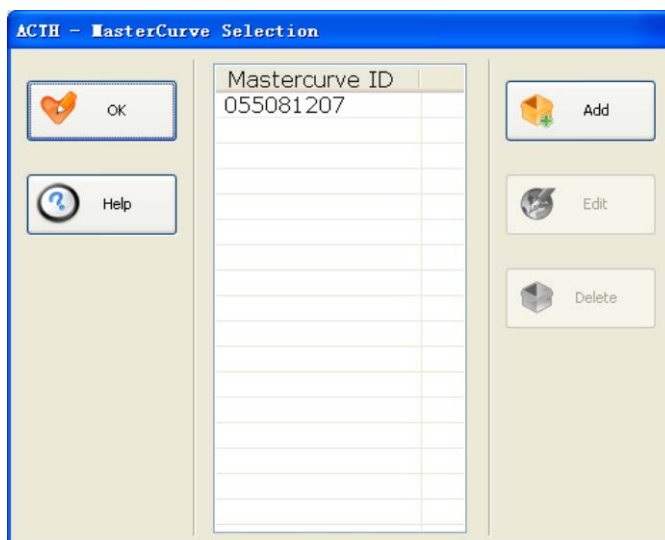 ACTH - MasterCurve Selection
OK
Help
Mastercurve ID
055081207
Add
Edit
Delete